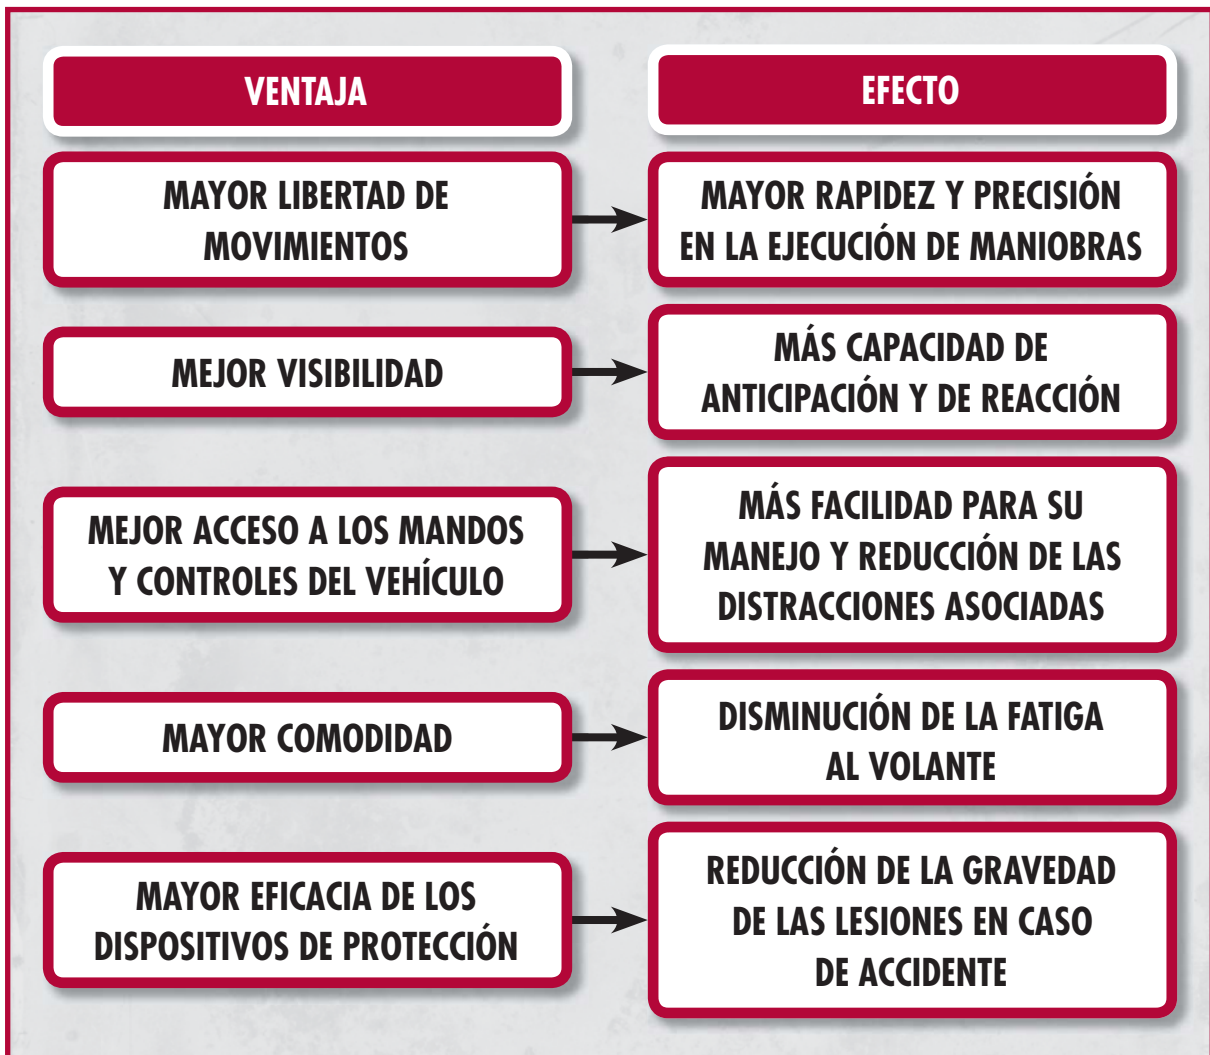 VENTAJA
EFECTO
MAYOR LIBERTAD DE
MOVIMIENTOS
MAYOR RAPIDEZ Y PRECISIÓN
EN LA EJECUCIÓN DE MANIOBRAS
MEJOR VISIBILIDAD
MÁS CAPACIDAD DE
ANTICIPACIÓN Y DE REACCIÓN
MEJOR ACCESO A LOS MANDOS
Y CONTROLES DEL VEHÍCULO
MÁS FACILIDAD PARA SU
MANEJO Y REDUCCIÓN DE LAS
DISTRACCIONES ASOCIADAS
MAYOR COMODIDAD
DISMINUCIÓN DE LA FATIGA
AL VOLANTE
MAYOR EFICACIA DE LOS
DISPOSITIVOS DE PROTECCIÓN
REDUCCIÓN DE LA GRAVEDAD
DE LAS LESIONES EN CASO
DE ACCIDENTE